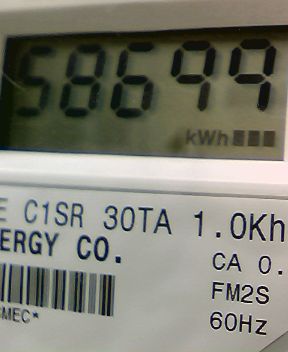 58699
kWh
E C1SR 30TA 1.0Kh
ERGY CO.
CA 0.
FM2S
MEC*
60Hz